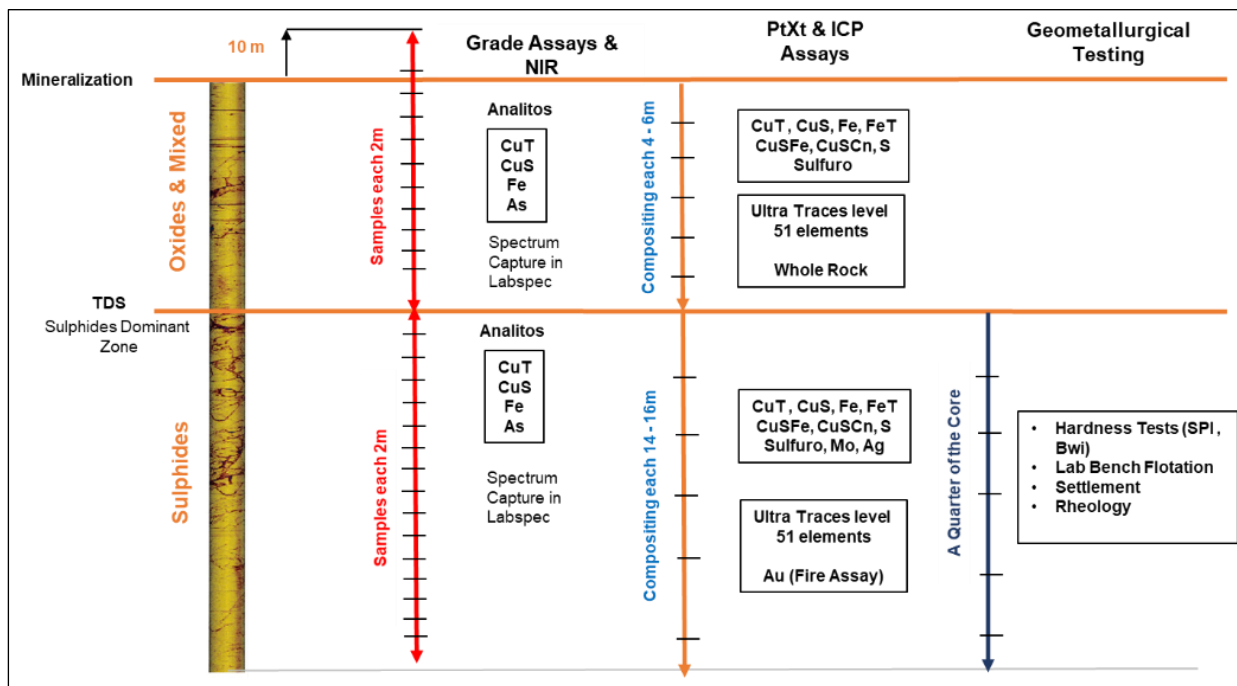 Grade Assays &
NIR
PtXt & ICP
Assays
Geometallurgical
Testing
10 m
Mineralization
Oxides & Mixed
Samples each 2m
Analitos
CuT
CuS
Fe
As
Spectrum
Capture in
Labspec
Compositing each 4 - 6m
CuT , CuS, Fe, FeT
CuSFe, CuSCn, S
Sulfuro
Ultra Traces level
51 elements
Whole Rock
TDS
Sulphides Dominant
Zone
Sulphides
Samples each 2m
Analitos
CuT
CuS
Fe
As
Spectrum
Capture in
Labspec
Compositing each 14 - 16m
CuT , CuS, Fe, FeT
CuSFe, CuSCn, S
Sulfuro, Mo, Ag
Ultra Traces level
51 elements
Au (Fire Assay)
A Quarter of the Core
• Hardness Tests (SPI ,
Bwi)
• Lab Bench Flotation
• Settlement
• Rheology